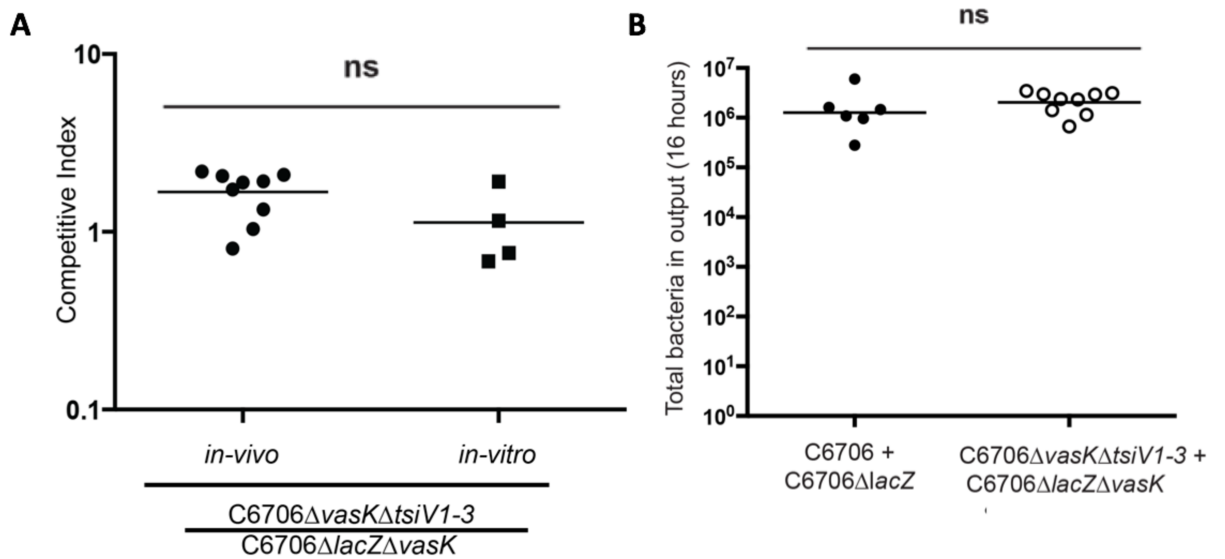 A
ns
Competitive Index
10
1
0.1
in-vivo
in-vitro
C6706ΔvasKΔtsiV1-3
C6706ΔlacZΔvasK
B
ns
Total bacteria in output (16 hours)
10⁷
10⁶
10⁵
10⁴
10³
10²
10¹
10⁰
C6706 +
C6706ΔlacZ
C6706ΔvasKΔtsiV1-3 +
C6706ΔlacZΔvasK